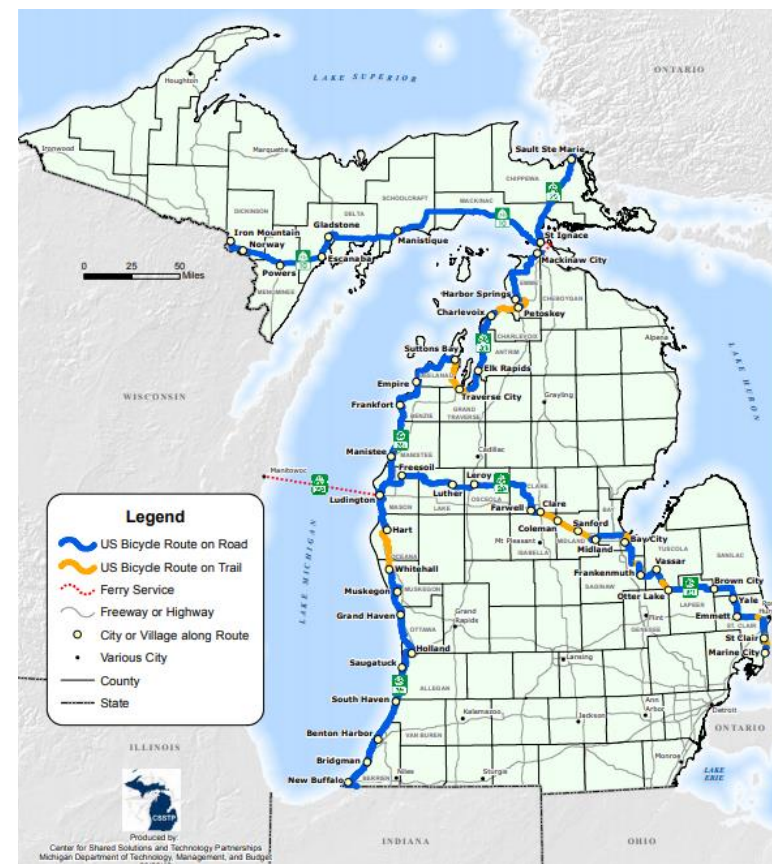 LAKE SUPERIOR
ONTARIO
Houghton
Ironwood
Marquette
Sault Ste Marie
CHIPPEWA
SCHOOLCRAFT
MACKINAC
DICKINSON
DELTA
Gladstone
Iron Mountain
Norway
Manistique
St Ignace
Powers
Escanaba
Mackinaw City
MENOMINEE
0 25 50
Miles
EMMET
Harbor Springs
CHEBOYGAN
Charlevoix
Petoskey
CHARLEVOIX
ANTRIM
Alpena
LAKE HURON
Suttons Bay
LEELANAU
Elk Rapids
Empire
Traverse City
WISCONSIN
Frankfort
BENZIE
GRAND
TRAVERSE
Grayling
Manistee
MANISTEE
Cadillac
Manitowoc
Freesoil
Leroy
CLARE
Ludington
Luther
OSCEOLA
MASON
LAKE
Farwell
Clare
BAY
Coleman
Sanford
MIDLAND
Bay City
Hart
OCEANA
Mt Pleasant
ISABELLA
Midland
TUSCOLA
SANILAC
Whitehall
Frankenmuth
Vassar
SAGINAW
Brown City
LAKE MICHIGAN
Muskegon
MUSKEGON
Otter Lake
LAPEER
Yale
Grand Haven
OTTAWA
Grand
Rapids
Flint
GENESEE
Emmett
ST. CLAIR
St Clair
Holland
Lansing
Marine City
Saugatuck
ALLEGAN
South Haven
Kalamazoo
Jackson
Ann
Arbor
Detroit
ONTARIO
Benton Harbor
VAN BUREN
Bridgman
Monroe
New Buffalo
BERRIEN
Niles
Sturgis
LAKE
ERIE
ILLINOIS
INDIANA
OHIO
Legend
US Bicycle Route on Road
US Bicycle Route on Trail
Ferry Service
Freeway or Highway
City or Village along Route
Various City
County
State
CSSTP
Produced by:
Center for Shared Solutions and Technology Partnerships
Michigan Department of Technology, Management, and Budget